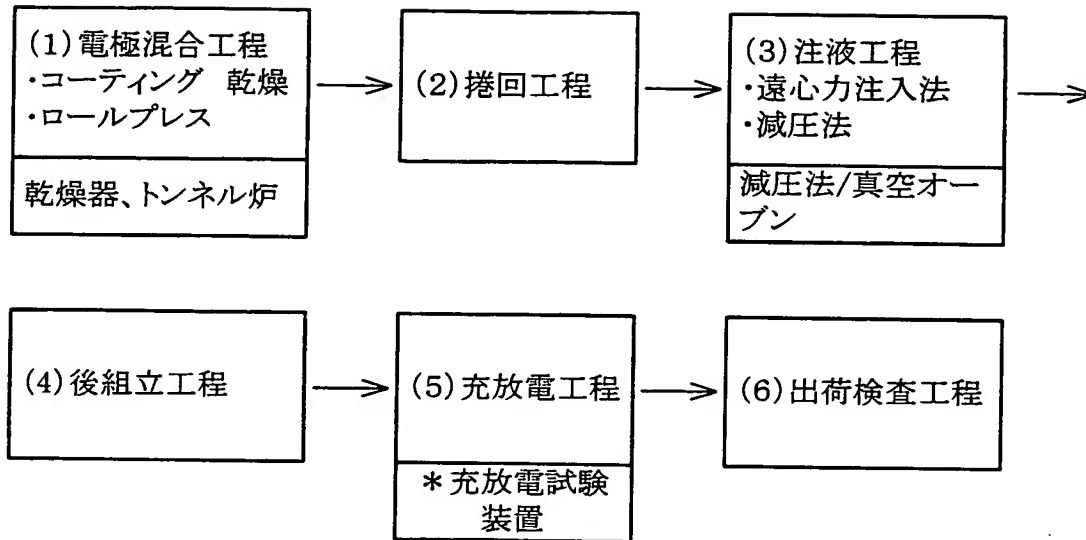 (1)電極混合工程
・コーティング 乾燥
・ロールプレス
乾燥器、トンネル炉
(2)捲回工程
(3)注液工程
・遠心力注入法
・減圧法
減圧法/真空オー
ブン
(4)後組立工程
(5)充放電工程
*充放電試験
装置
(6)出荷検査工程